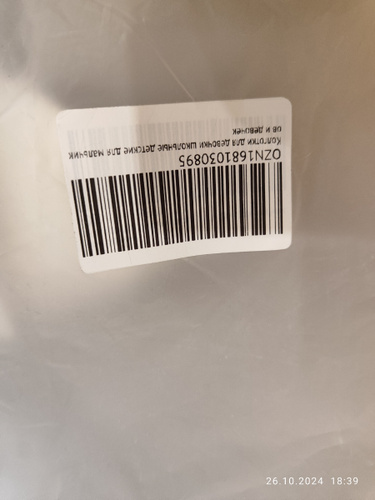 OZN1681030895
Колготки для девочки школьные детские для мальчик
ов и девочек
26.10.2024 18:39